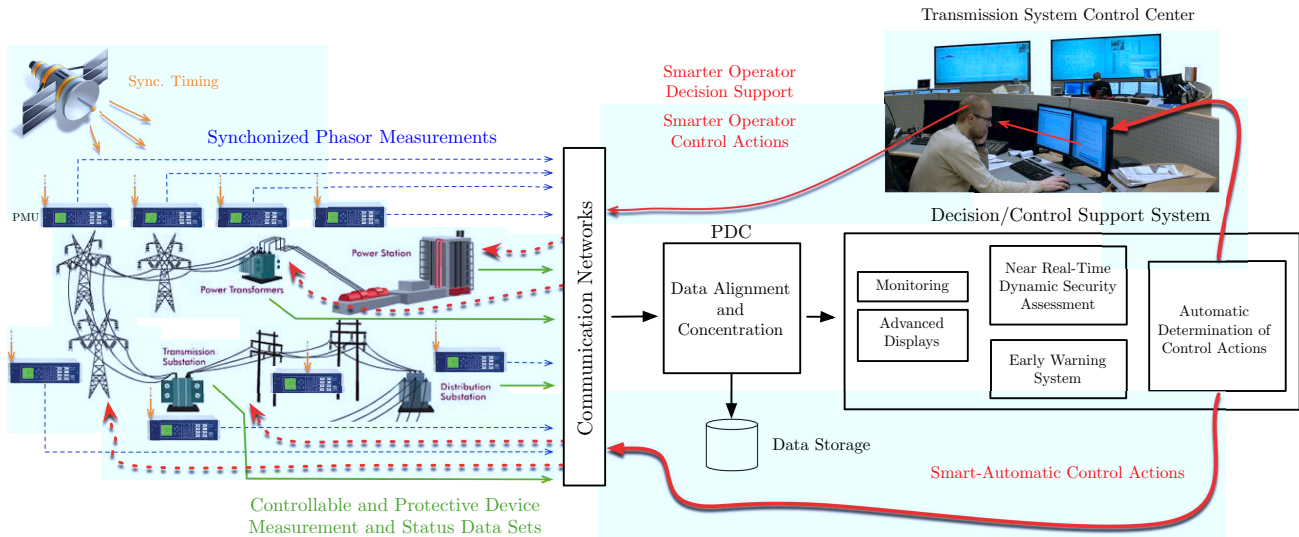 Transmission System Control Center
Sync. Timing
Smarter Operator
Decision Support
Synchonized Phasor Measurements
Smarter Operator
Control Actions
PMU
Decision/Control Support System
PDC
Power Station
Power Transformers
Communication Networks
Data Alignment
and
Concentration
Monitoring
Advanced
Displays
Near Real-Time
Dynamic Security
Assessment
Early Warning
System
Automatic
Determination of
Control Actions
Transmission
Substation
Distribution
Substation
Data Storage
Smart-Automatic Control Actions
Controllable and Protective Device
Measurement and Status Data Sets